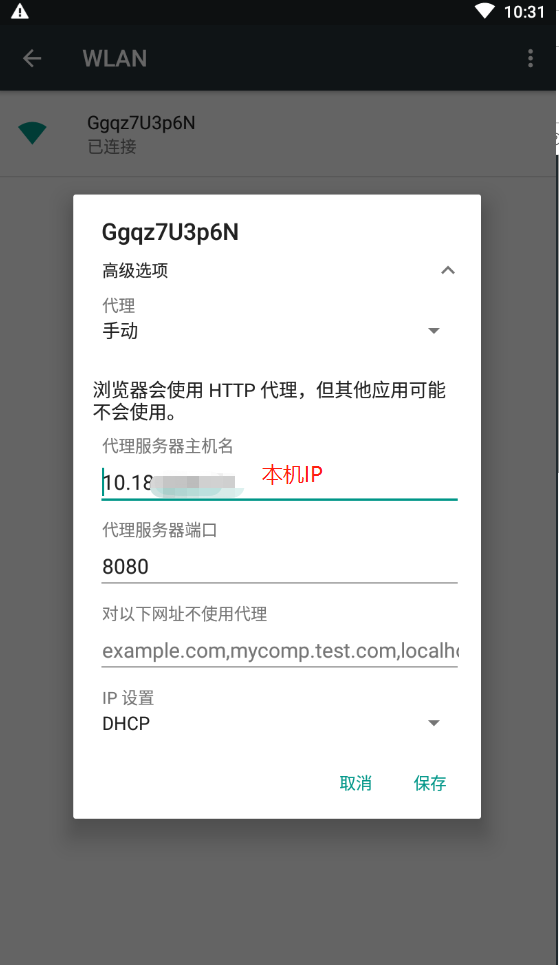 10:31
WLAN
Ggqz7U3p6N
已连接
Ggqz7U3p6N
高级选项
代理
手动
浏览器会使用 HTTP 代理，但其他应用可能
不会使用。
代理服务器主机名
10.18
本机IP
代理服务器端口
8080
对以下网址不使用代理
example.com,mycomp.test.com,localho
IP 设置
DHCP
取消
保存